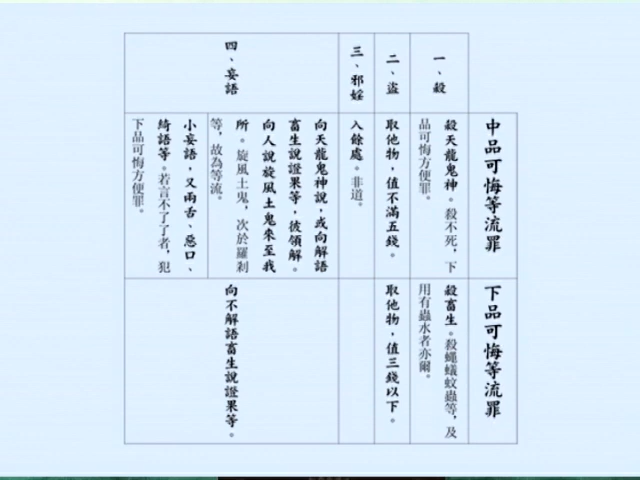 中品可悔等流罪
下品可悔等流罪
一、殺
殺天龍鬼神。殺不死，下
品可悔方便罪。
殺畜生。殺蠅蟻蚊蟲等，及
用有蟲水者亦爾。
二、盜
取他物，值不滿五錢。
取他物，值三錢以下。
三、邪婬
入餘處。非道。
四、妄語
向天龍鬼神說，或向解語
畜生說證果等，彼領解。
向人說旋風土鬼來至我
所。旋風土鬼，次於羅剎
等，故為等流。
小妄語，又兩舌、惡口、
綺語等。若言不了了者，犯
下品可悔方便罪。
向不解語畜生說證果等。